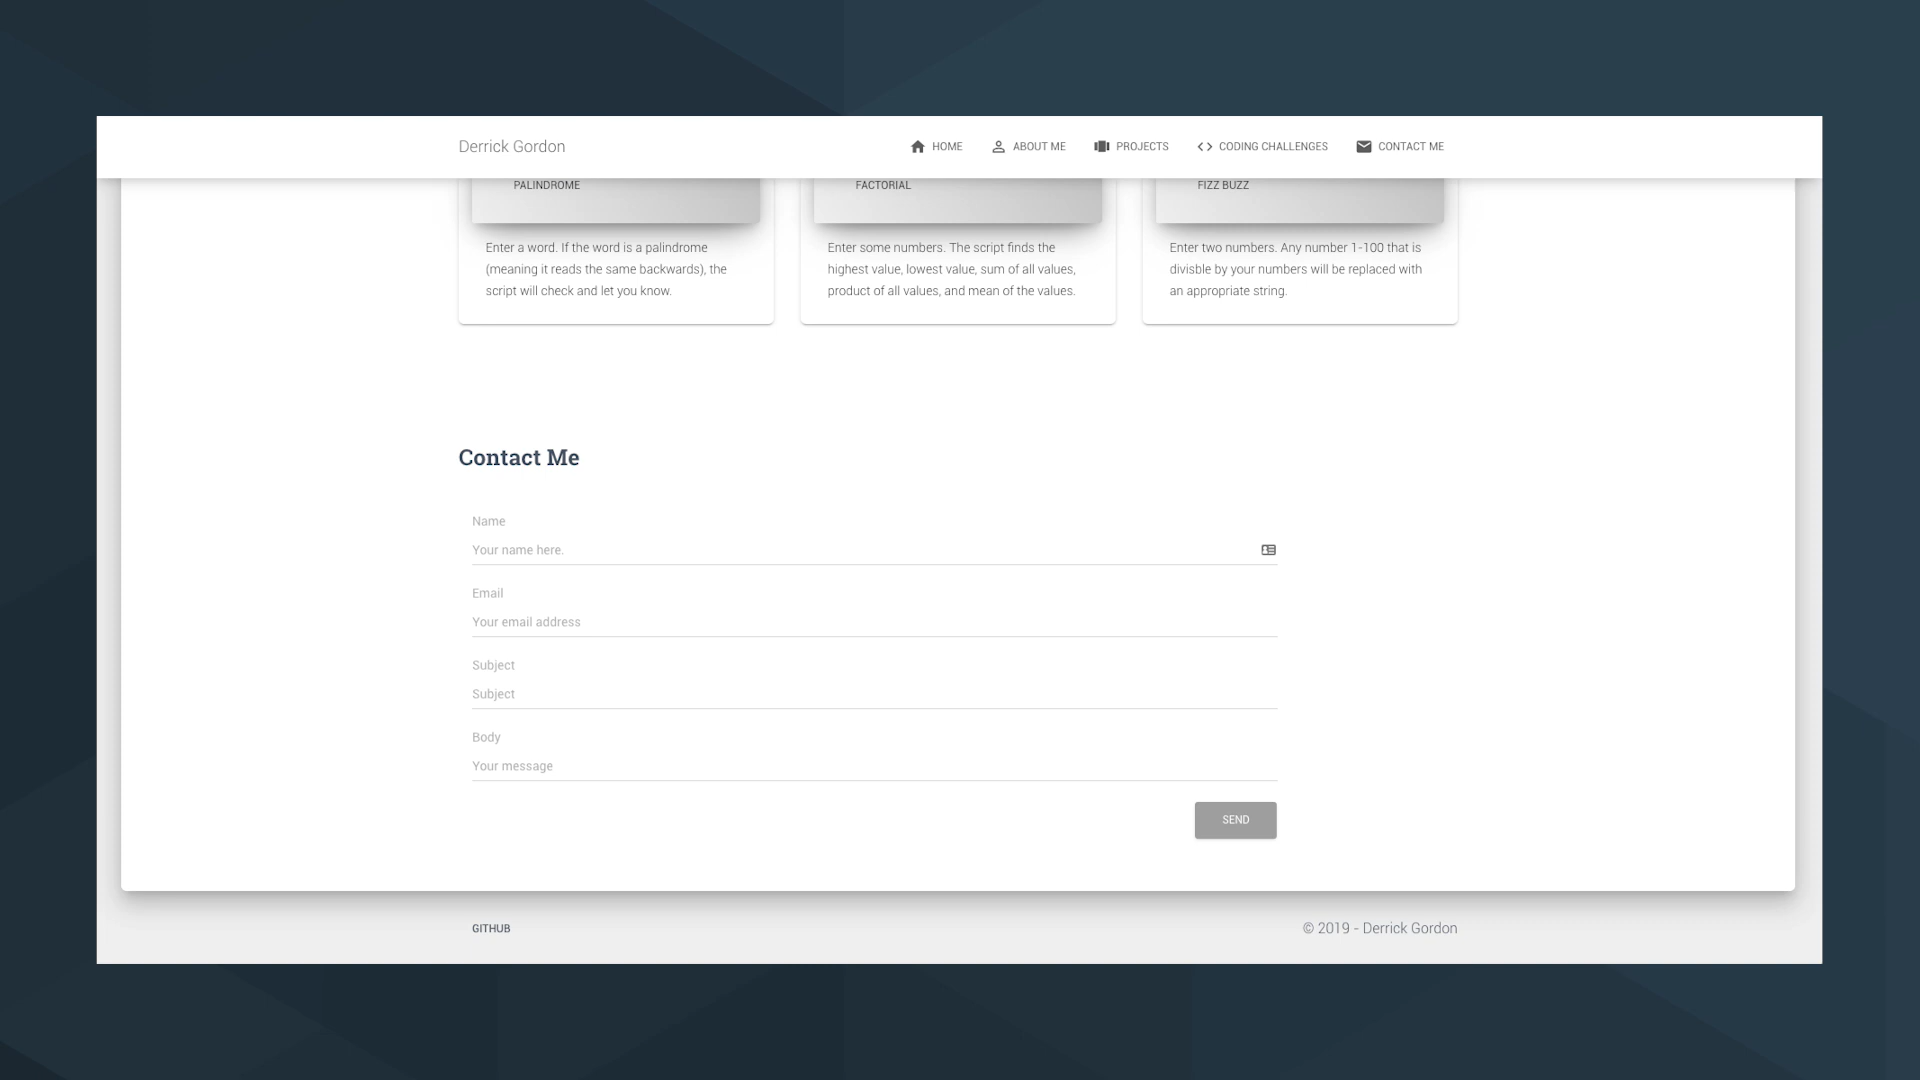 Derrick Gordon
HOME
ABOUT ME
PROJECTS
CODING CHALLENGES
CONTACT ME
PALINDROME
Enter a word. If the word is a palindrome
(meaning it reads the same backwards), the
script will check and let you know.
FACTORIAL
Enter some numbers. The script finds the
highest value, lowest value, sum of all values,
product of all values, and mean of the values.
FIZZ BUZZ
Enter two numbers. Any number 1-100 that is
divisble by your numbers will be replaced with
an appropriate string.
Contact Me
Name
Your name here.
Email
Your email address
Subject
Subject
Body
Your message
SEND
GITHUB
© 2019 - Derrick Gordon